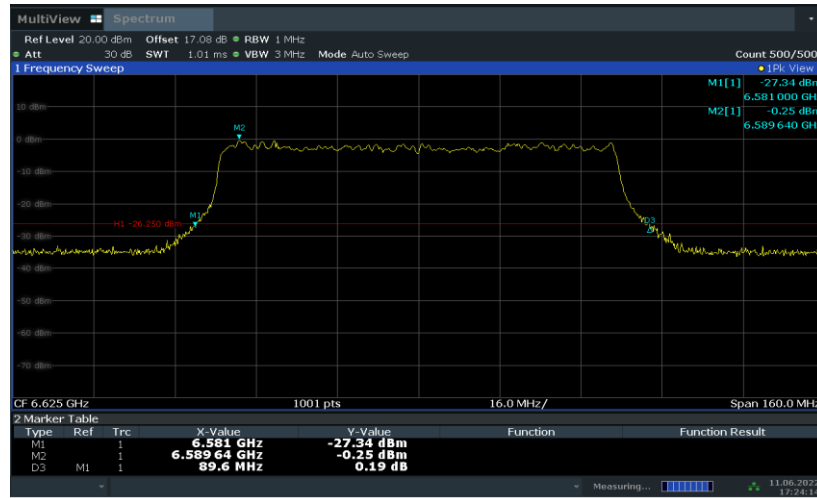 MultiView Spectrum
Ref Level 20.00 dBm Offset 17.08 dB RBW 1 MHz
Att 30 dB SWT 1.01 ms VBW 3 MHz Mode Auto Sweep Count 500/500
1 Frequency Sweep 1Pk View
M1[1] -27.34 dBm
6.581 000 GH
M2[1] -0.25 dBm
6.589 640 GH
10 dBm
M2
0 dBm
-10 dBm
-20 dBm
M1
D3
H1 -26.250 dBm
-30 dBm
-40 dBm
-50 dBm
-60 dBm
-70 dBm
CF 6.625 GHz 1001 pts 16.0 MHz/ Span 160.0 MHz
2 Marker Table
Type Ref Trc X-Value Y-Value Function Function Result
M1 1 6.581 GHz -27.34 dBm
M2 1 6.589 64 GHz -0.25 dBm
D3 M1 1 89.6 MHz 0.19 dB
Measuring... 11.06.202
17:24:14